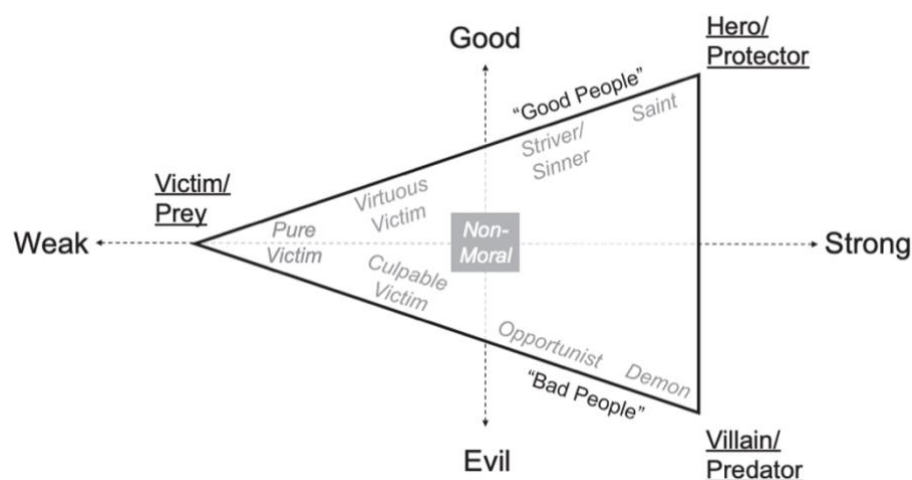 Good
Hero/
Protector
“Good People”
Saint
Striver/
Sinner
Victim/
Prey
Virtuous
Victim
Pure
Victim
Non-
Moral
Weak
Strong
Culpable
Victim
Opportunist
Demon
“Bad People”
Evil
Villain/
Predator